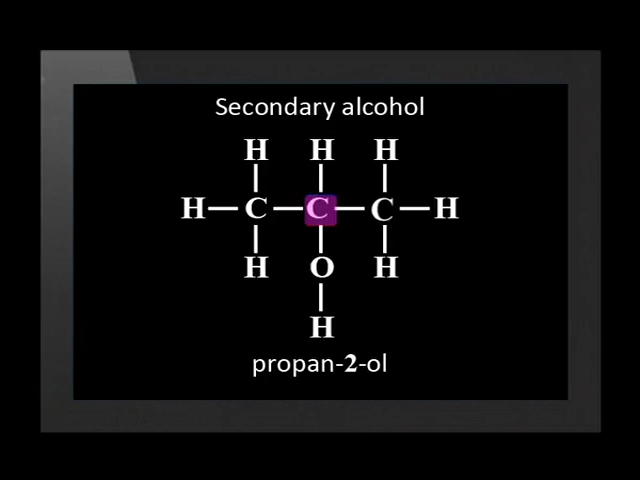 Secondary alcohol
H H H
H C C C H
H O H
H
propan-2-ol